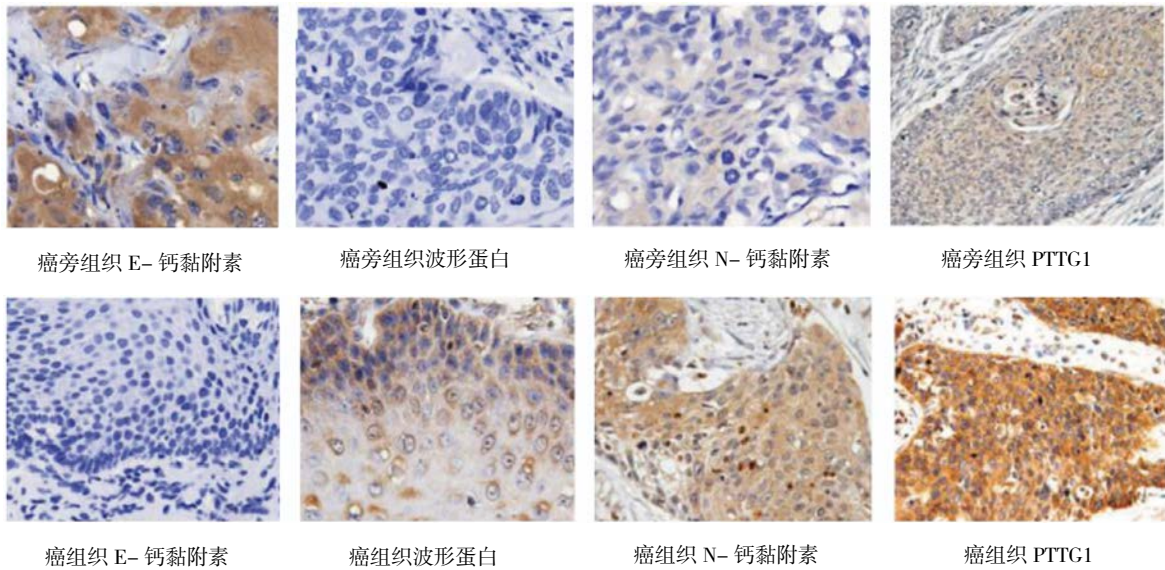 癌旁组织 E- 钙黏附素
癌旁组织波形蛋白
癌旁组织 N- 钙黏附素
癌旁组织 PTTG1
癌组织 E- 钙黏附素
癌组织波形蛋白
癌组织 N- 钙黏附素
癌组织 PTTG1